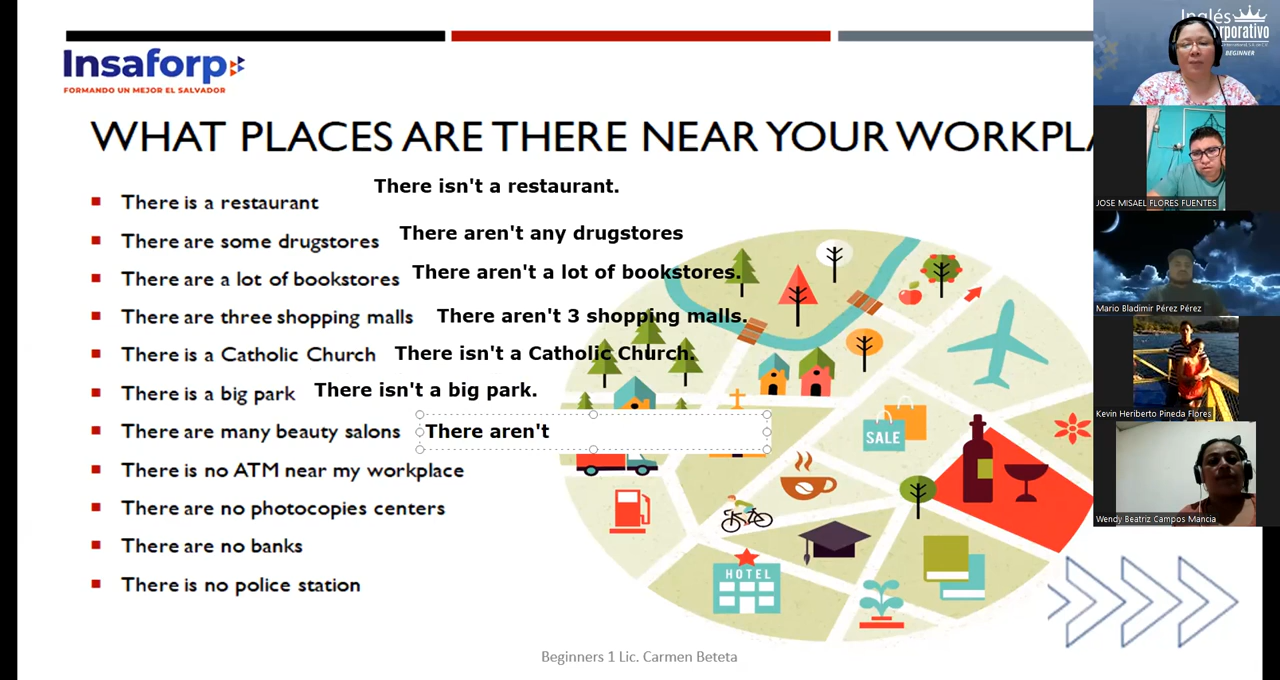 Insaforp
FORMANDO UN MEJOR EL SALVADOR
WHAT PLACES ARE THERE NEAR YOUR WORKPLA
There is a restaurant There isn't a restaurant.
There are some drugstores There aren't any drugstores
There are a lot of bookstores There aren't a lot of bookstores.
There are three shopping malls There aren't 3 shopping malls.
There is a Catholic Church There isn't a Catholic Church.
There is a big park There isn't a big park.
There are many beauty salons There aren't
There is no ATM near my workplace
There are no photocopies centers
There are no banks
There is no police station
SALE
HOTEL
Beginners 1 Lic. Carmen Beteta
Inglés
BEGINNER
JOSE MISAEL FLORES FUENTES
Mario Bladimir Pérez Pérez
Kevin Heriberto Pineda Flores
Wendy Beatriz Campos Mancia